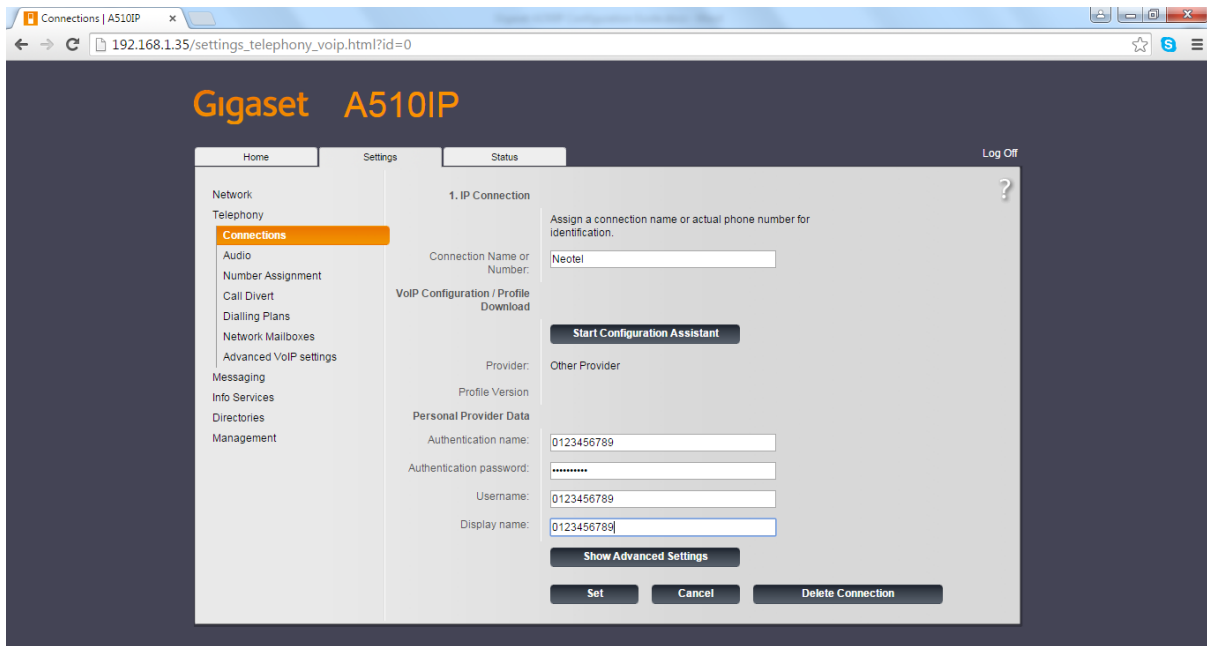 Connections | A510IP
192.168.1.35/settings_telephony_voip.html?id=0
Gigaset A510IP
Home Settings Status Log Off
Network
Telephony
Connections
Audio
Number Assignment
Call Divert
Dialling Plans
Network Mailboxes
Advanced VoIP settings
Messaging
Info Services
Directories
Management
1. IP Connection
Assign a connection name or actual phone number for
identification.
Connection Name or
Number:
Neotel
VoIP Configuration / Profile
Download
Start Configuration Assistant
Provider: Other Provider
Profile Version
Personal Provider Data
Authentication name: 0123456789
Authentication password: ••••••••••
Username: 0123456789
Display name: 0123456789
Show Advanced Settings
Set Cancel Delete Connection
?